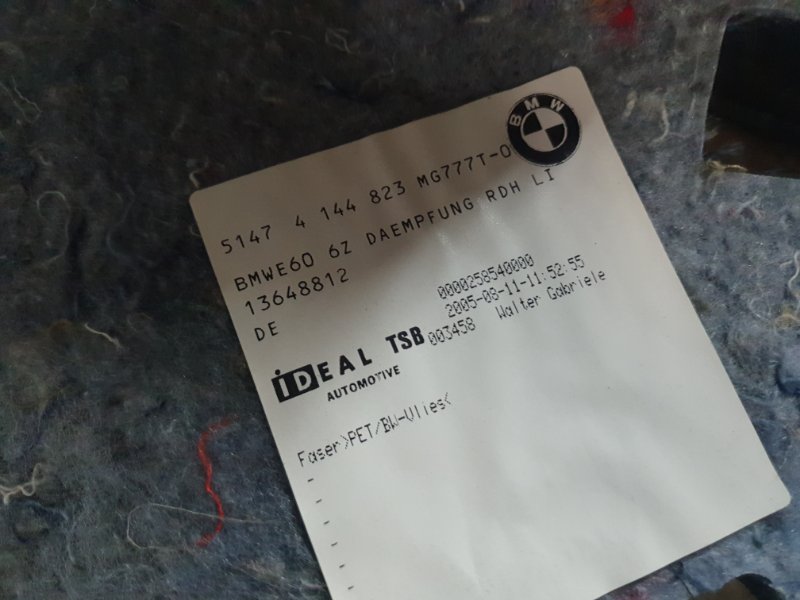 BMW
5147 4 144 823 MG777T-0
BMWE60 6Z DAEMPFUNG RDH LI
13648812
DE
0000258540000
2005-08-11-11:52:55
003458 Walter Gabriele
iDEAL TSB
AUTOMOTIVE
Faser>PET/BW-Vlies<
-
-
-
-
-
-